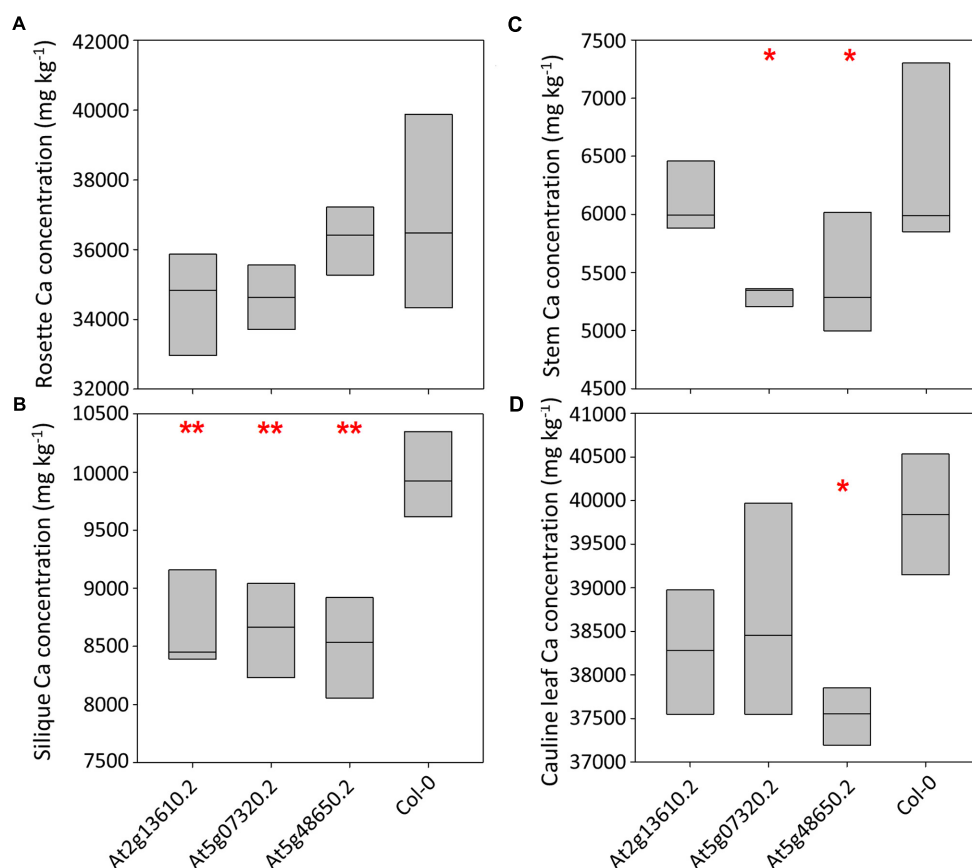 A
Rosette Ca concentration (mg kg⁻¹)
42000
40000
38000
36000
34000
32000
C
Stem Ca concentration (mg kg⁻¹)
7500
7000
6500
6000
5500
5000
4500
* *
B
Silique Ca concentration (mg kg⁻¹)
10500
10000
9500
9000
8500
8000
7500
** ** **
At2g13610.2
At5g07320.2
At5g48650.2
Col-0
D
Cauline leaf Ca concentration (mg kg⁻¹)
41000
40500
40000
39500
39000
38500
38000
37500
37000
*
At2g13610.2
At5g07320.2
At5g48650.2
Col-0